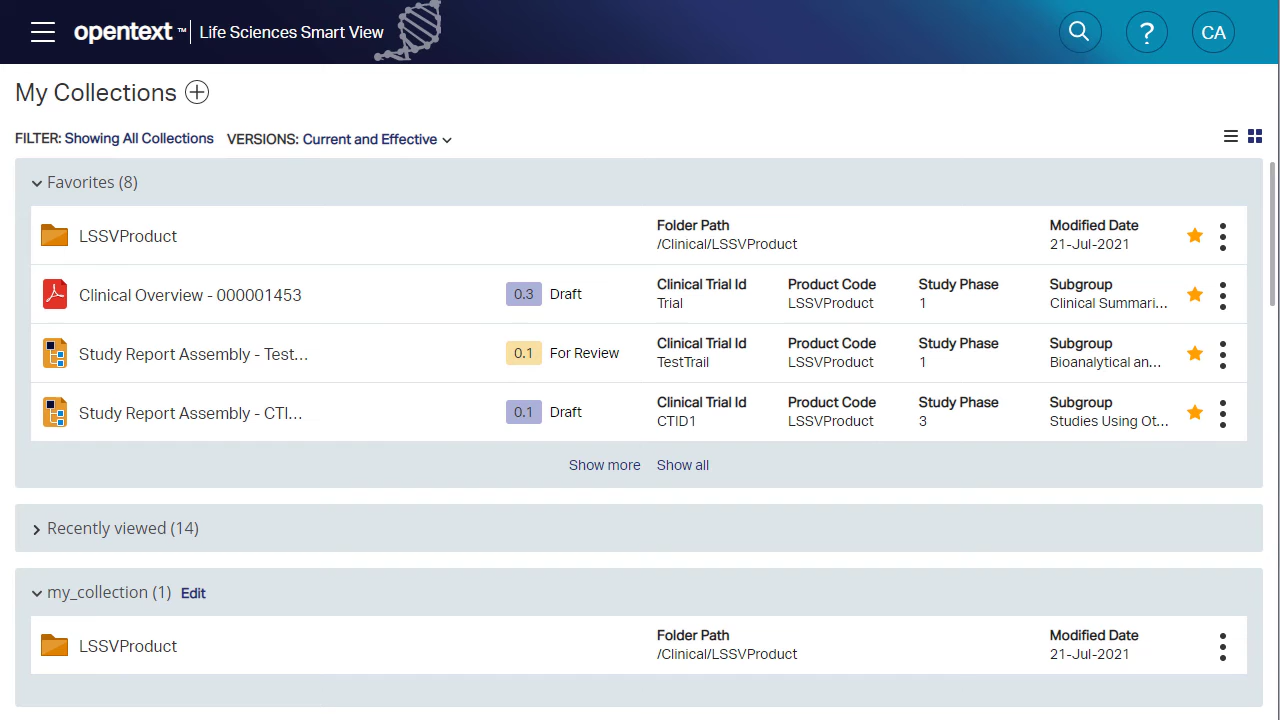 opentext™ | Life Sciences Smart View
? CA
My Collections
FILTER: Showing All Collections VERSIONS: Current and Effective
Favorites (8)
LSSVProduct Folder Path Modified Date
/Clinical/LSSVProduct 21-Jul-2021
Clinical Overview - 000001453 0.3 Draft Clinical Trial Id Product Code Study Phase Subgroup
Trial LSSVProduct 1 Clinical Summari...
Study Report Assembly - Test... 0.1 For Review Clinical Trial Id Product Code Study Phase Subgroup
TestTrail LSSVProduct 1 Bioanalytical an...
Study Report Assembly - CTI... 0.1 Draft Clinical Trial Id Product Code Study Phase Subgroup
CTID1 LSSVProduct 3 Studies Using Ot...
Show more Show all
Recently viewed (14)
my_collection (1) Edit
LSSVProduct Folder Path Modified Date
/Clinical/LSSVProduct 21-Jul-2021